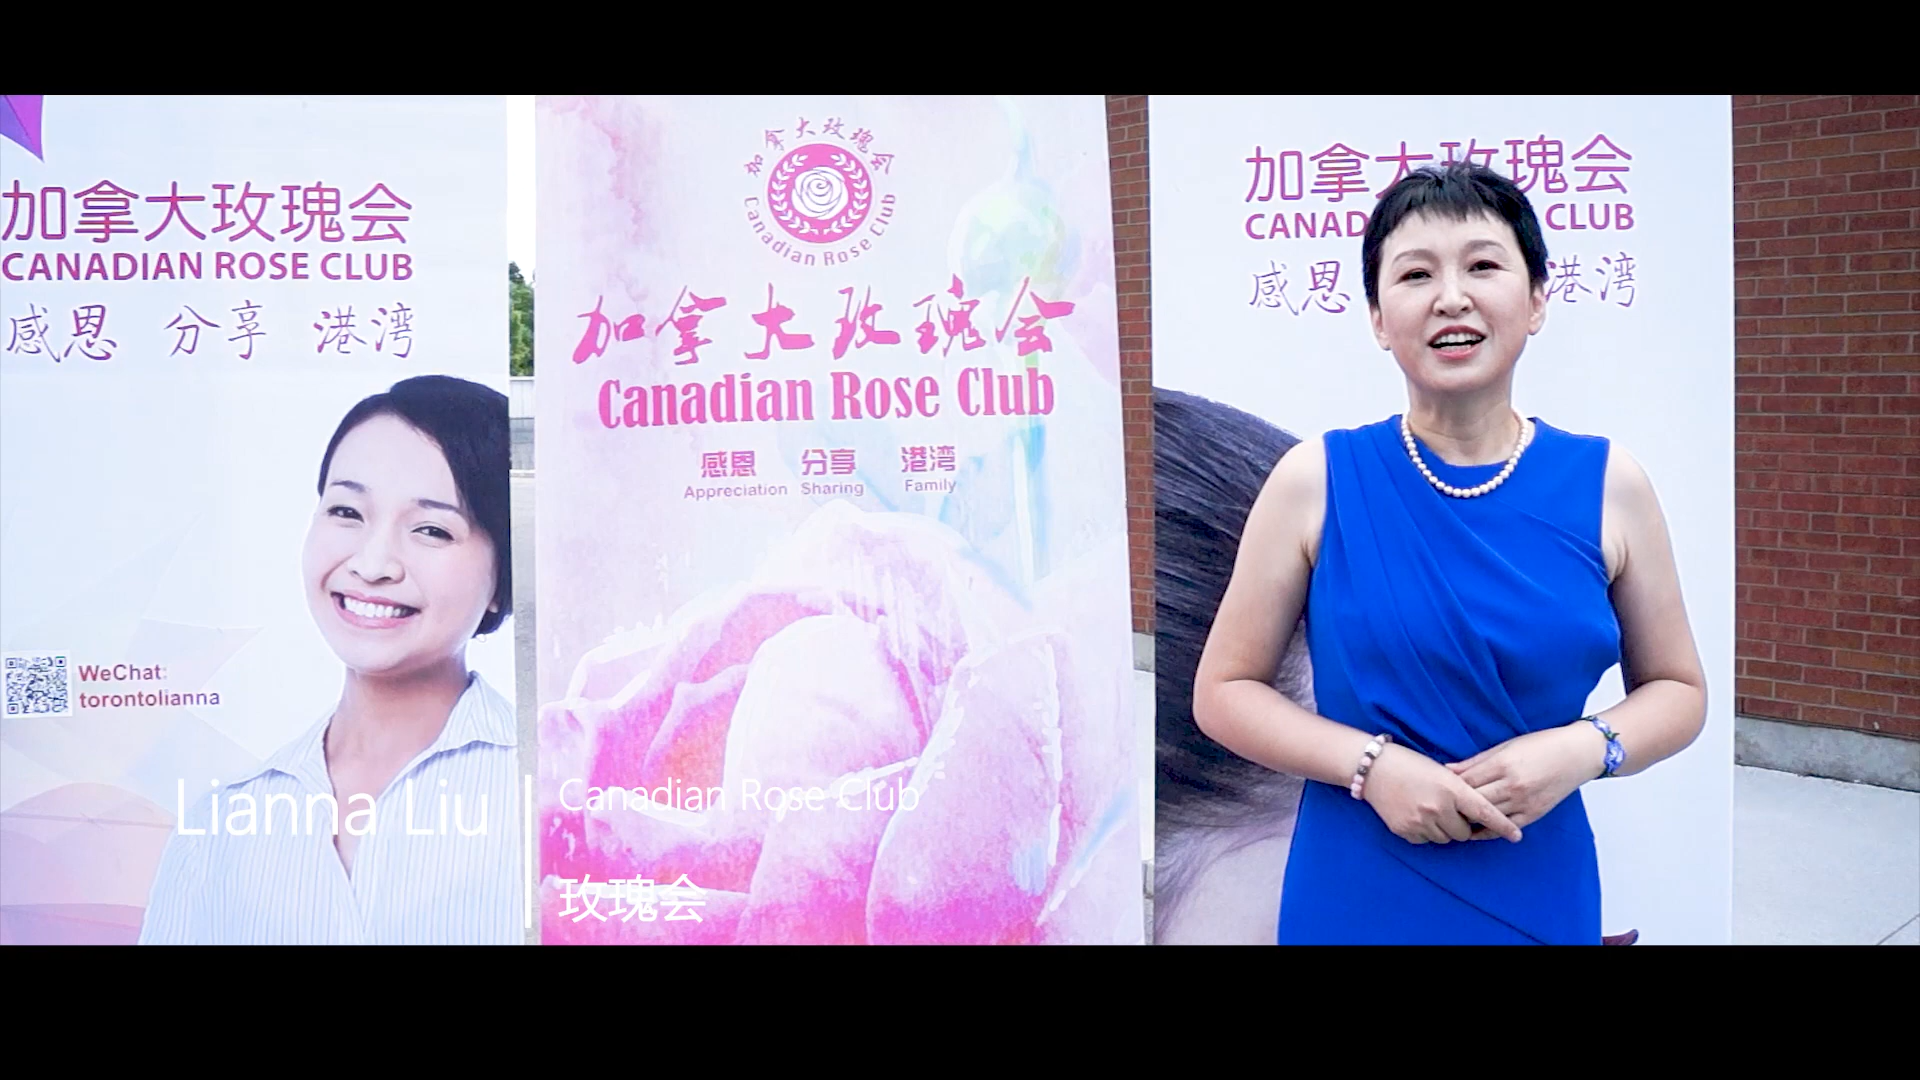 加拿大玫瑰会
CANADIAN ROSE CLUB
感恩 分享 港湾
WeChat:
torontolianna
加拿大玫瑰会
Canadian Rose Club
加拿大玫瑰会
Canadian Rose Club
感恩 分享 港湾
Appreciation Sharing Family
加拿大玫瑰会
CANAD CLUB
感恩 港湾
Lianna Liu
Canadian Rose Club
玫瑰会